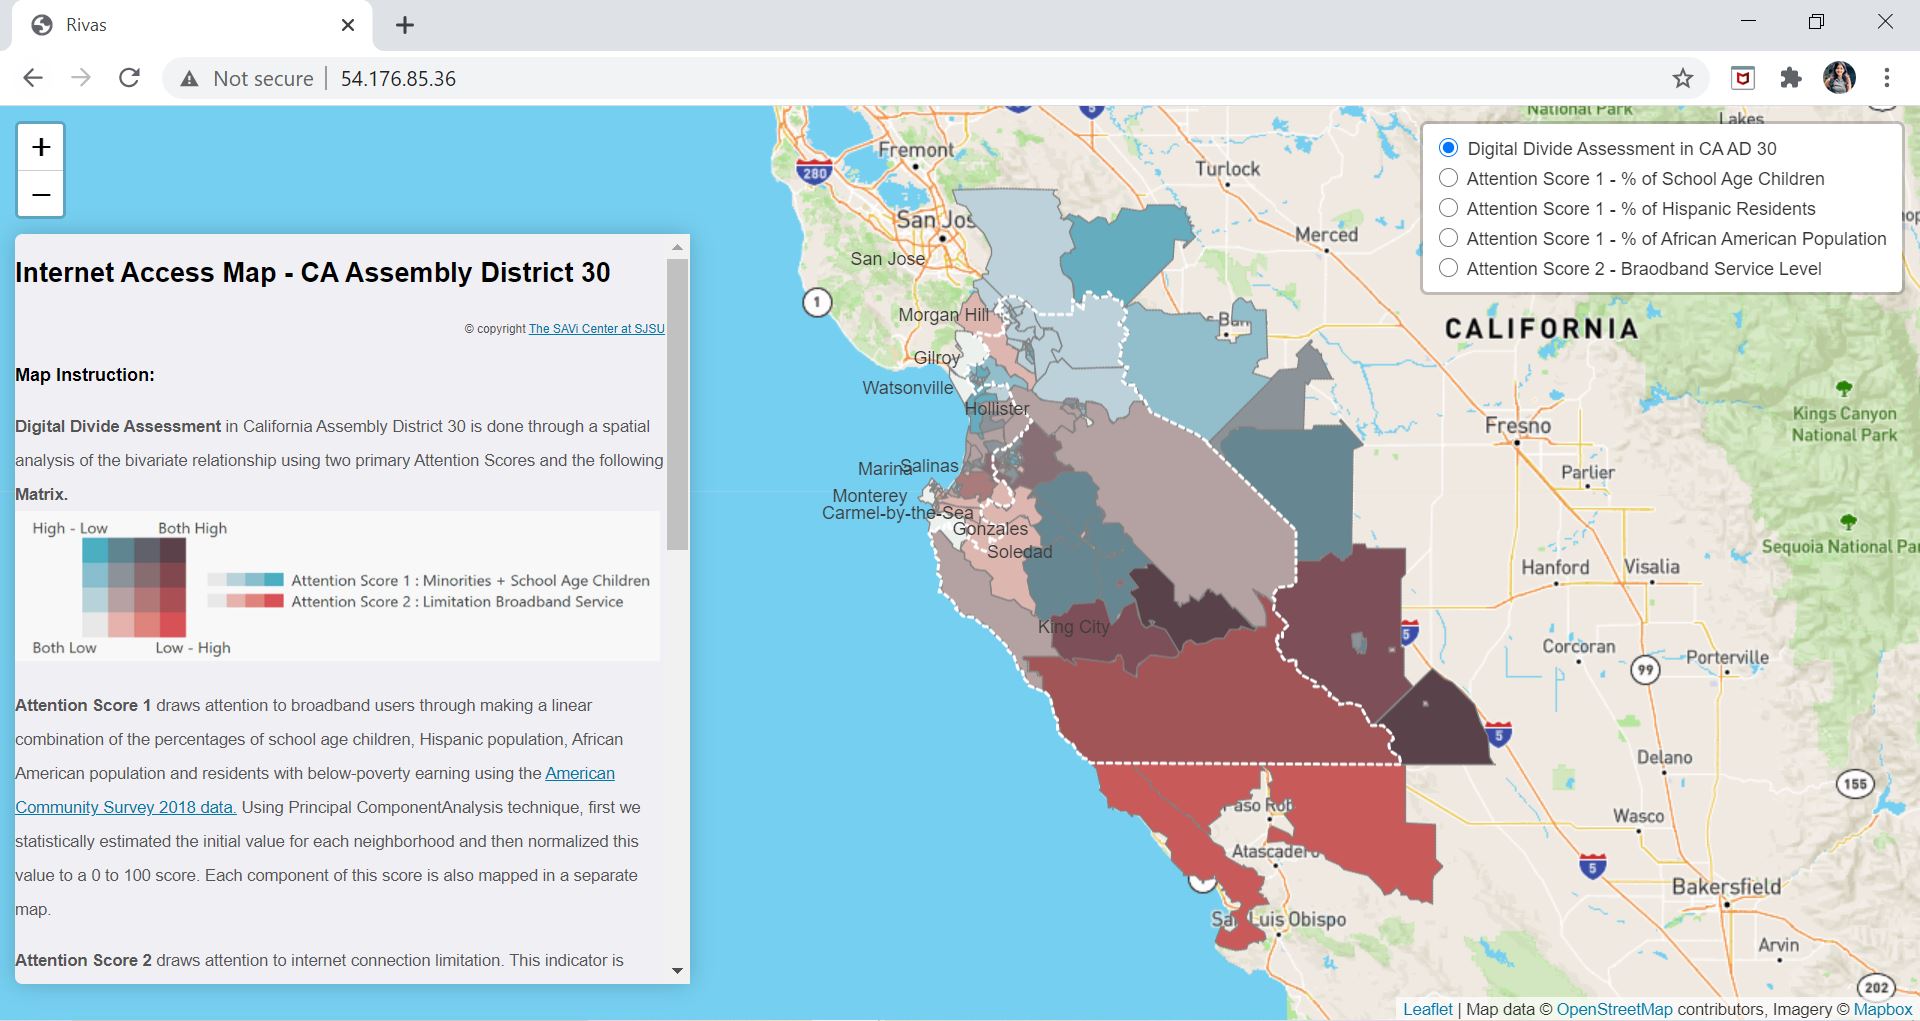 Rivas
Not secure
54.176.85.36
+
−
Internet Access Map - CA Assembly District 30
© copyright The SAVi Center at SJSU
Map Instruction:
Digital Divide Assessment in California Assembly District 30 is done through a spatial
analysis of the bivariate relationship using two primary Attention Scores and the following
Matrix.
High - Low
Both High
Attention Score 1 : Minorities + School Age Children
Attention Score 2 : Limitation Broadband Service
Both Low
Low - High
Attention Score 1 draws attention to broadband users through making a linear
combination of the percentages of school age children, Hispanic population, African
American population and residents with below-poverty earning using the American
Community Survey 2018 data. Using Principal ComponentAnalysis technique, first we
statistically estimated the initial value for each neighborhood and then normalized this
value to a 0 to 100 score. Each component of this score is also mapped in a separate
map.
Attention Score 2 draws attention to internet connection limitation. This indicator is
Digital Divide Assessment in CA AD 30
Attention Score 1 - % of School Age Children
Attention Score 1 - % of Hispanic Residents
Attention Score 1 - % of African American Population
Attention Score 2 - Braodband Service Level
National Park
Lakes
Fremont
280
Turlock
San Jos
Merced
San Jose
1
Morgan Hill
s Ban
CALIFORNIA
Gilroy
Watsonville
Hollister
Kings Canyon
National Park
Fresno
Salinas
Marina
Parlier
Monterey
Carmel-by-the-Sea
Gonzales
Soledad
Sequoia National Par
Hanford
Visalia
King City
5
Corcoran
99
Porterville
5
Delano
155
Paso Rob
Wasco
Atascadero
5
Bakersfield
San Luis Obispo
Arvin
202
Leaflet | Map data © OpenStreetMap contributors, Imagery © Mapbox